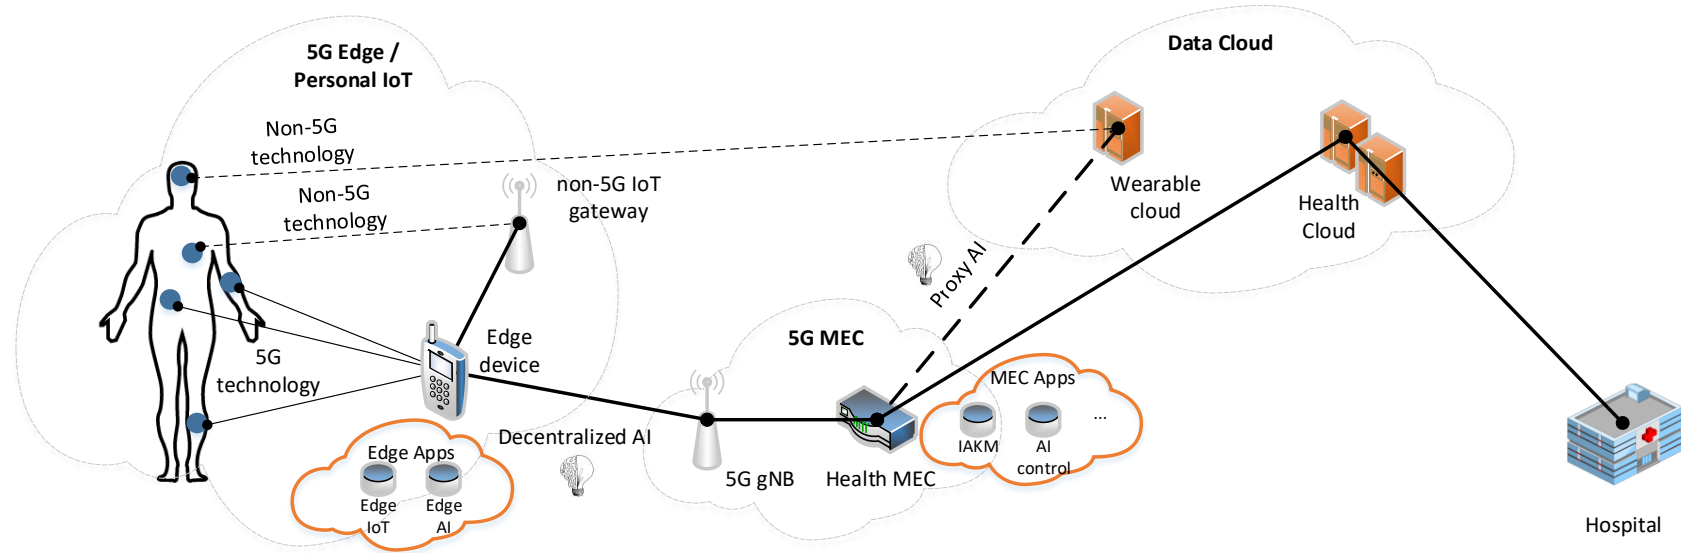 5G Edge /
Personal IoT
Data Cloud
Non-5G
technology
Non-5G
technology
non-5G IoT
gateway
Wearable
cloud
Health
Cloud
Proxy AI
5G MEC
Edge
device
5G
technology
MEC Apps
...
IAKM
AI
control
Decentralized AI
Edge Apps
Edge
IoT
Edge
AI
5G gNB
Health MEC
Hospital